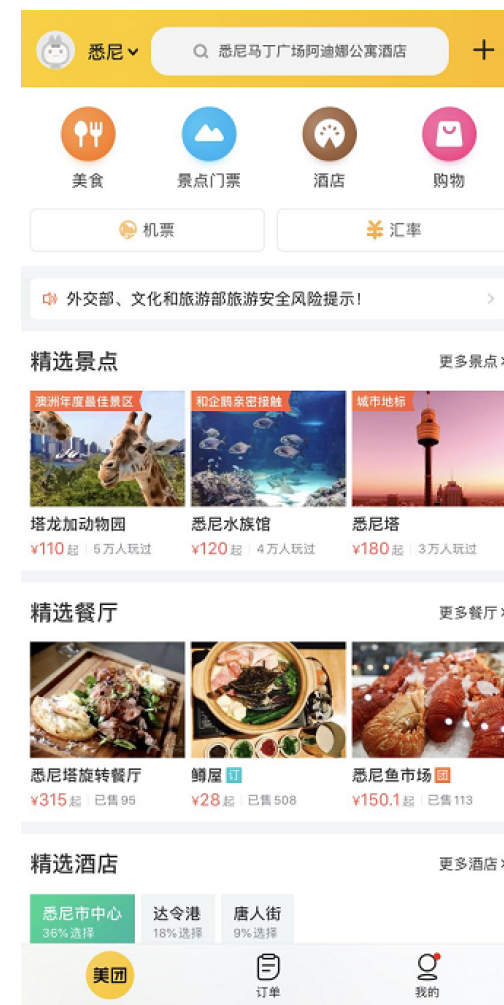 悉尼
悉尼马丁广场阿迪娜公寓酒店
美食
景点门票
酒店
购物
机票
汇率
外交部、文化和旅游部旅游安全风险提示!
精选景点
更多景点
澳洲年度最佳景区
和企鹅亲密接触
城市地标
塔龙加动物园
悉尼水族馆
悉尼塔
¥110起 5万人玩过
¥120起 4万人玩过
¥180起 3万人玩过
精选餐厅
更多餐厅
悉尼塔旋转餐厅
鳟屋 订
悉尼鱼市场 团
¥315起 已售95
¥28起 已售508
¥150.1起 已售113
精选酒店
更多酒店
悉尼市中心
达令港
唐人街
36%选择
18%选择
9%选择
美团
订单
我的